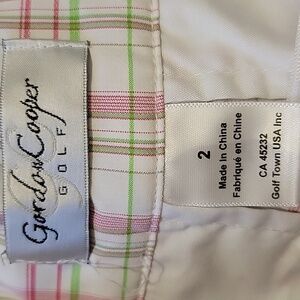 Gordon Cooper
GOLF
2
Made in China
Fabriqué en Chine
CA 45232
Golf Town USA Inc